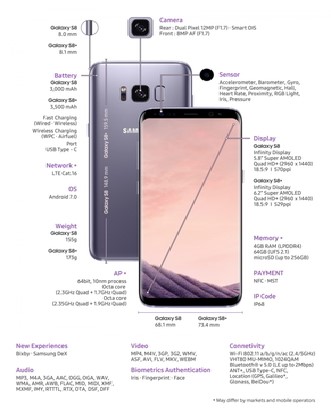 Galaxy S8
8.0 mm
Galaxy S8+
8.1 mm
Camera
Rear : Dual Pixel 12MP (F1.7) - Smart OIS
Front : 8MP AF (F1.7)
Sensor
Accelerometer, Barometer, Gyro,
Fingerprint, Geomagnetic, Hall,
Heart Rate, Proximity, RGB Light,
Iris, Pressure
Battery
Galaxy S8
3,000 mAh
Galaxy S8+
3,500 mAh
Fast Charging
(Wired · Wireless)
Wireless Charging
(WPC · Airfuel)
Port
USB Type - C
Network *
LTE-Cat. 16
OS
Android 7.0
Weight
Galaxy S8
155g
Galaxy S8+
173g
SAM
Galaxy S8+ 159.5 mm
Galaxy S8 148.9 mm
Display
Galaxy S8
Infinity Display
5.8" Super AMOLED
Quad HD+ (2960 x 1440)
18.5:9 I 570ppi
Galaxy S8+
Infinity Display
6.2" Super AMOLED
Quad HD+ (2960 x 1440)
18.5:9 I 529ppi
Memory *
4GB RAM (LPDDR4)
64GB (UFS 2.1)
microSD (up to 256GB)
PAYMENT
NFC · MST
IP Code
IP68
AP *
64bit, 10nm process
Octa core
(2.3GHz Quad + 1.7GHz Quad)
Octa core
(2.35GHz Quad + 1.9GHz Quad)
Galaxy S8
68.1 mm
Galaxy S8+
73.4 mm
New Experiences
Bixby · Samsung DeX
Audio
MP3, M4A, 3GA, AAC, OGG, OGA, WAV,
WMA, AMR, AWB, FLAC, MID, MIDI, XMF,
MXMF, IMY, RTTTL, RTX, OTA, DSF, DFF
Video
MP4, M4V, 3GP, 3G2, WMV,
ASF, AVI, FLV, MKV, WEBM
Biometrics Authentication
Iris · Fingerprint · Face
Connetivity
Wi-Fi 802.11 a/b/g/n/ac (2.4/5GHz)
VHT80 MU-MIMO, 1024QAM
Bluetooth® v 5.0 (LE up to 2Mbps)
ANT+, USB Type-C, NFC,
Location (GPS, Galileo*,
Glonass, BeiDou*)
* May differ by markets and mobile operators